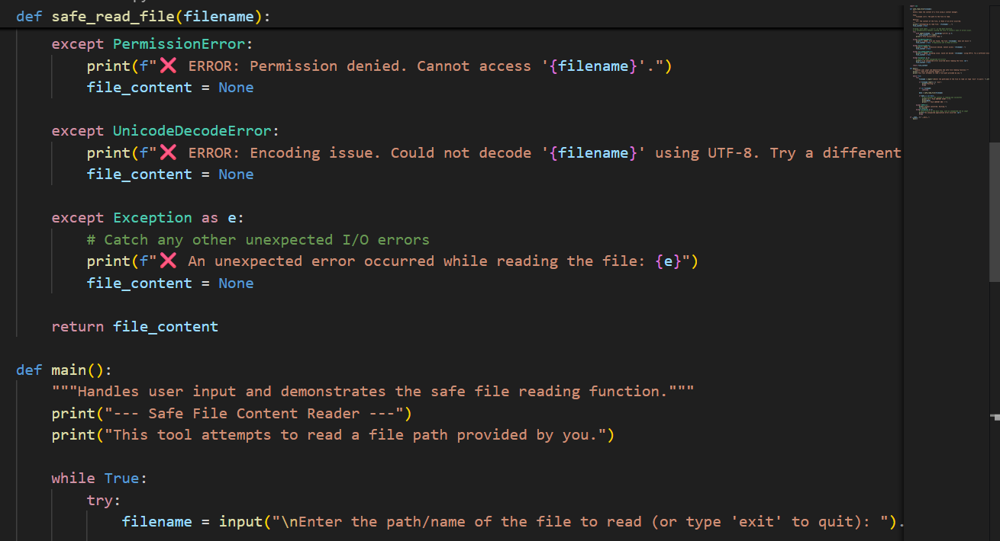 def safe_read_file(filename):
    except PermissionError:
        print(f"❌ ERROR: Permission denied. Cannot access '{filename}'.")
        file_content = None

    except UnicodeDecodeError:
        print(f"❌ ERROR: Encoding issue. Could not decode '{filename}' using UTF-8. Try a different
        file_content = None

    except Exception as e:
        # Catch any other unexpected I/O errors
        print(f"❌ An unexpected error occurred while reading the file: {e}")
        file_content = None

    return file_content

def main():
    """Handles user input and demonstrates the safe file reading function."""
    print("--- Safe File Content Reader ---")
    print("This tool attempts to read a file path provided by you.")

    while True:
        try:
            filename = input("\nEnter the path/name of the file to read (or type 'exit' to quit): ").